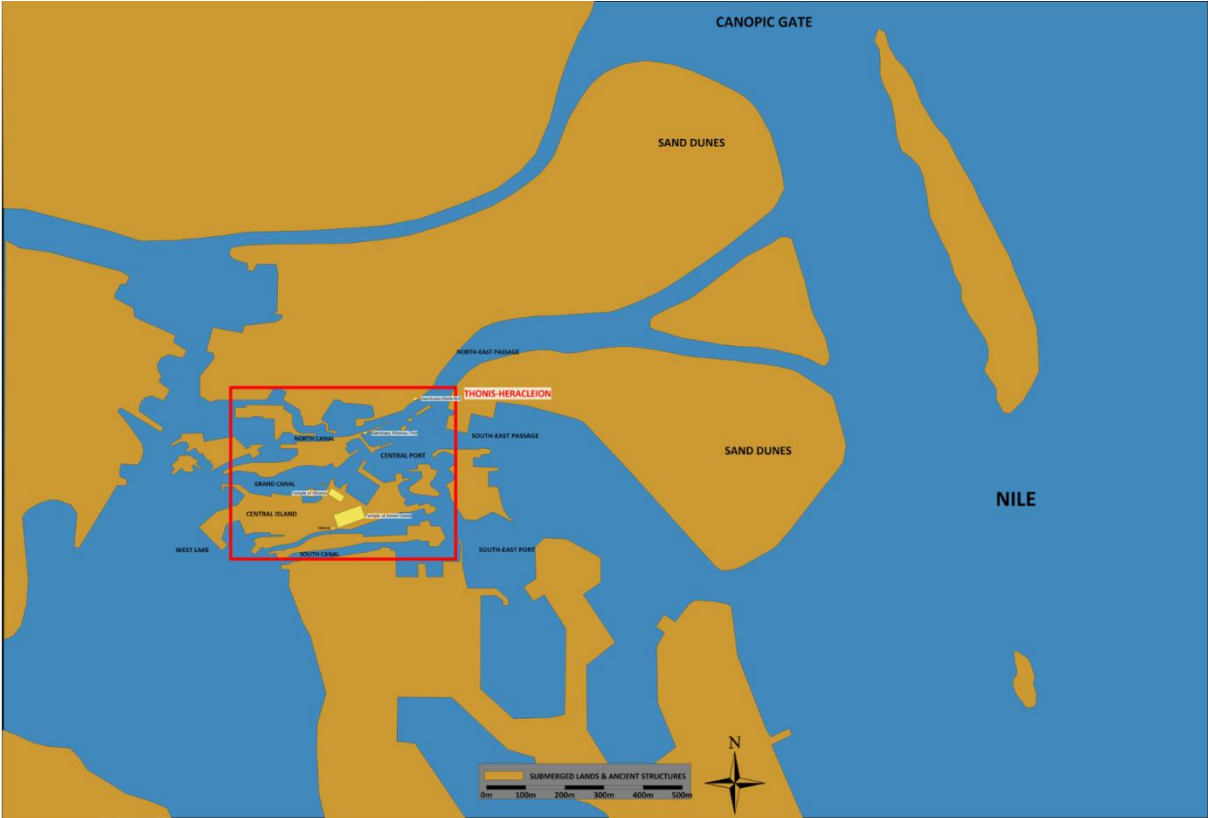 CANOPIC GATE
SAND DUNES
NORTH-EAST PASSAGE
THONIS-HERACLEION
NORTH CANAL
SOUTH-EAST PASSAGE
CENTRAL PORT
SAND DUNES
GRAND CANAL
Temple of Khonsu
NILE
CENTRAL ISLAND
Temple of Amun Gereb
WEST LAKE
SOUTH CANAL
SOUTH-EAST PORT
N
SUBMERGED LANDS & ANCIENT STRUCTURES
0m 100m 200m 300m 400m 500m